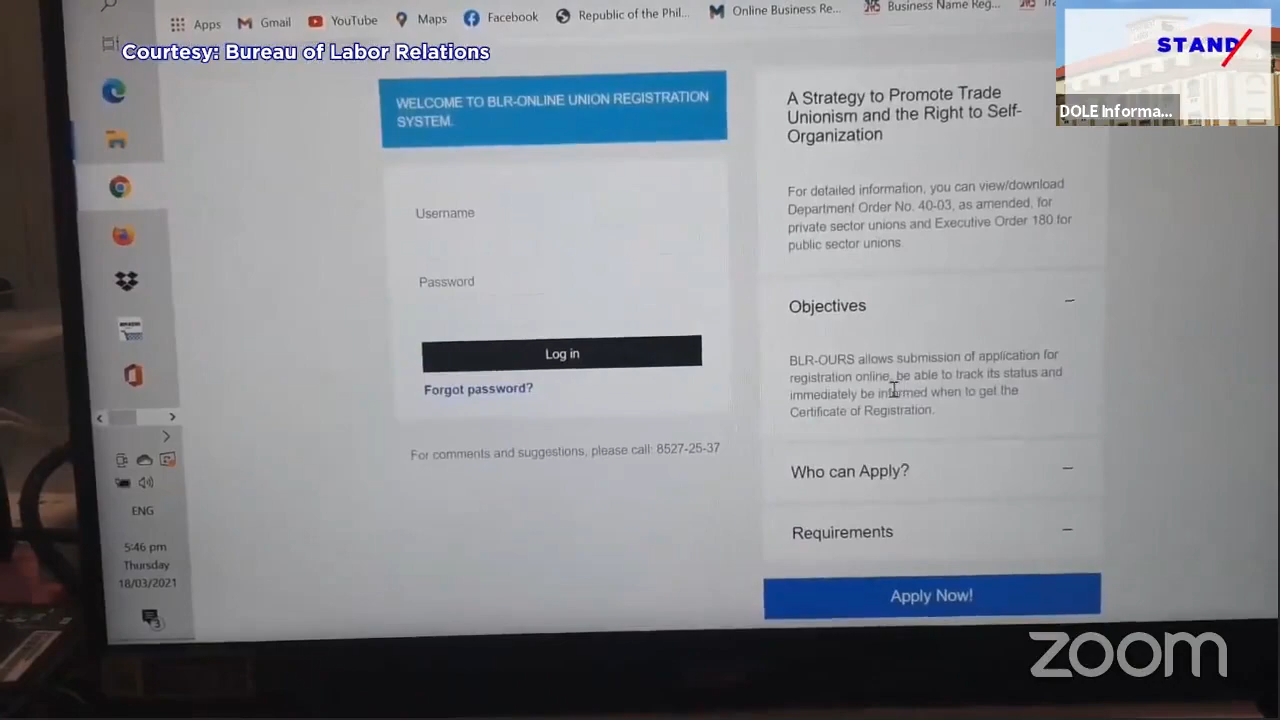 Apps
Gmail
YouTube
Maps
Facebook
Republic of the Phil...
Online Business Re...
Business Name Reg...
Courtesy: Bureau of Labor Relations
STAND
DOLE Informa...
WELCOME TO BLR-ONLINE UNION REGISTRATION
SYSTEM.
Username
Password
Log in
Forgot password?
For comments and suggestions, please call: 8527-25-37
A Strategy to Promote Trade
Unionism and the Right to Self-
Organization
For detailed information, you can view/download
Department Order No. 40-03, as amended, for
private sector unions and Executive Order 180 for
public sector unions.
Objectives
BLR-OURS allows submission of application for
registration online, be able to track its status and
immediately be informed when to get the
Certificate of Registration.
Who can Apply?
Requirements
Apply Now!
ENG
5:46 pm
Thursday
18/03/2021
3
zoom